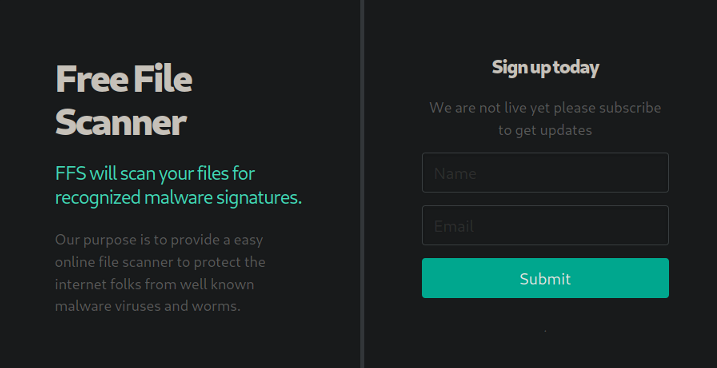 Free File
Scanner
FFS will scan your files for
recognized malware signatures.
Our purpose is to provide a easy
online file scanner to protect the
internet folks from well known
malware viruses and worms.
Sign up today
We are not live yet please subscribe
to get updates
Name
Email
Submit
.